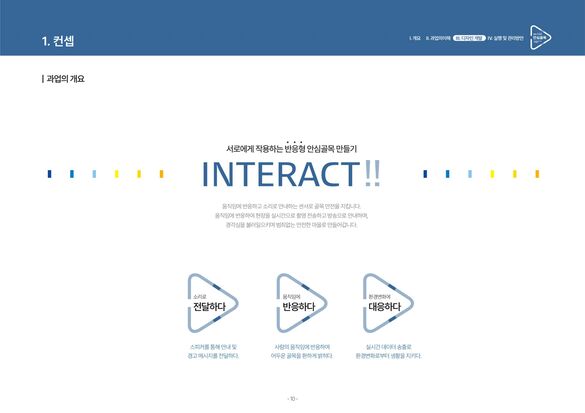 1. 컨셉
I. 개요 II. 과업의이해 III. 디자인 개발 IV. 실행 및 관리방안
안심골목
| 과업의 개요
서로에게 작용하는 반응형 안심골목 만들기
INTERACT!!
움직임에 반응하고 소리로 안내하는 센서로 골목 안전을 지킵니다.
움직임에 반응하여 현장을 실시간으로 촬영 전송하고 방송으로 안내하며,
경각심을 불러일으키며 범죄없는 안전한 마을로 만들어갑니다.
소리로
전달하다
움직임에
반응하다
환경변화에
대응하다
스피커를 통해 안내 및
경고 메시지를 전달하다.
사람의 움직임에 반응하여
어두운 골목을 환하게 밝히다.
실시간 데이터 송출로
환경변화로부터 생활을 지키다.
- 10 -